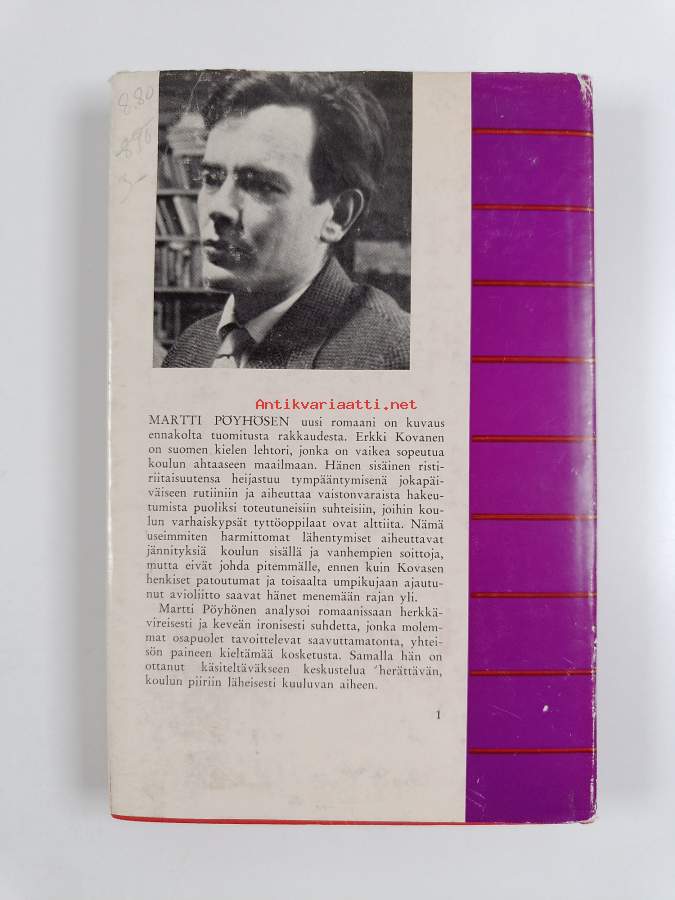 880
895
3-
Antikvariaatti.net
MARTTI PÖYHÖSEN uusi romaani on kuvaus
ennakolta tuomitusta rakkaudesta. Erkki Kovanen
on suomen kielen lehtori, jonka on vaikea sopeutua
koulun ahtaaseen maailmaan. Hänen sisäinen risti-
riitaisuutensa heijastuu tympääntymisenä jokapäi-
väiseen rutiiniin ja aiheuttaa vaistonvaraista hakeu-
tumista puoliksi toteutuneisiin suhteisiin, joihin kou-
lun varhaiskypsät tyttöoppilaat ovat alttiita. Nämä
useimmiten harmittomat lähentymiset aiheuttavat
jännityksiä koulun sisällä ja vanhempien soittoja,
mutta eivät johda pitemmälle, ennen kuin Kovasen
henkiset patoutumat ja toisaalta umpikujaan ajautu-
nut avioliitto saavat hänet menemään rajan yli.
Martti Pöyhönen analysoi romaanissaan herkkä-
vireisesti ja keveän ironisesti suhdetta, jonka molem-
mat osapuolet tavoittelevat saavuttamatonta, yhtei-
sön paineen kieltämää kosketusta. Samalla hän on
ottanut käsiteltäväkseen keskustelua herättävän,
koulun piiriin läheisesti kuuluvan aiheen.
1